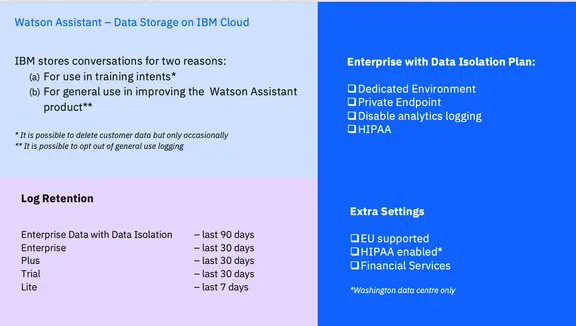 Watson Assistant – Data Storage on IBM Cloud
IBM stores conversations for two reasons:
(a) For use in training intents*
(b) For general use in improving the Watson Assistant
product**
* It is possible to delete customer data but only occasionally
** It is possible to opt out of general use logging
Enterprise with Data Isolation Plan:
❑Dedicated Environment
❑Private Endpoint
❑Disable analytics logging
❑HIPAA
Log Retention
Enterprise Data with Data Isolation – last 90 days
Enterprise – last 30 days
Plus – last 30 days
Trial – last 30 days
Lite – last 7 days
Extra Settings
❑EU supported
❑HIPAA enabled*
❑Financial Services
*Washington data centre only